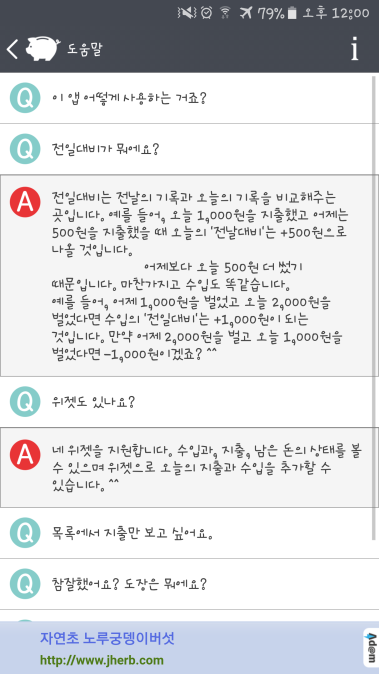 79% 오후 12:00
도움말
i
Q 이 앱 어떻게 사용하는 거죠?
Q 전일대비가 뭐에요?
A 전일대비는 전날의 기록과 오늘의 기록을 비교해주는
곳입니다. 예를 들어, 오늘 1,000원을 지출했고 어제는
500원을 지출했을 때 오늘의 '전날대비'는 +500원으로
나올 것입니다.
어제보다 오늘 500원 더 썼기
때문입니다. 마찬가지고 수입도 똑같습니다.
예를 들어, 어제 1,000원을 벌었고 오늘 2,000원을
벌었다면 수입의 '전일대비'는 +1,000원이 되는
것입니다. 만약 어제 2,000원을 벌고 오늘 1,000원을
벌었다면 -1,000원이겠죠? ^^
Q 위젯도 있나요?
A 네 위젯을 지원합니다. 수입과, 지출, 남은 돈의 상태를 볼
수 있으며 위젯으로 오늘의 지출과 수입을 추가할 수
있습니다. ^^
Q 목록에서 지출만 보고 싶어요.
Q 참잘했어요? 도장은 뭐에요?
자연초 노루궁뎅이버섯
http://www.jherb.com
Ad@m